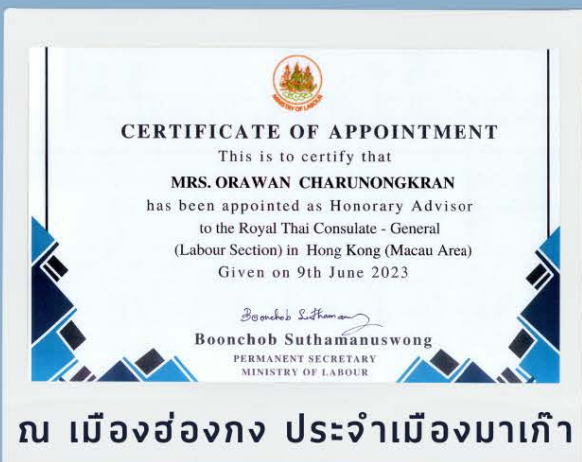 MINISTRY OF LABOUR
CERTIFICATE OF APPOINTMENT
This is to certify that
MRS. ORAWAN CHARUNONGKRAN
has been appointed as Honorary Advisor
to the Royal Thai Consulate - General
(Labour Section) in Hong Kong (Macau Area)
Given on 9th June 2023
Boonchob Suthamanuswong
PERMANENT SECRETARY
MINISTRY OF LABOUR
ณ เมืองฮ่องกง ประจำเมืองมาเก๊า